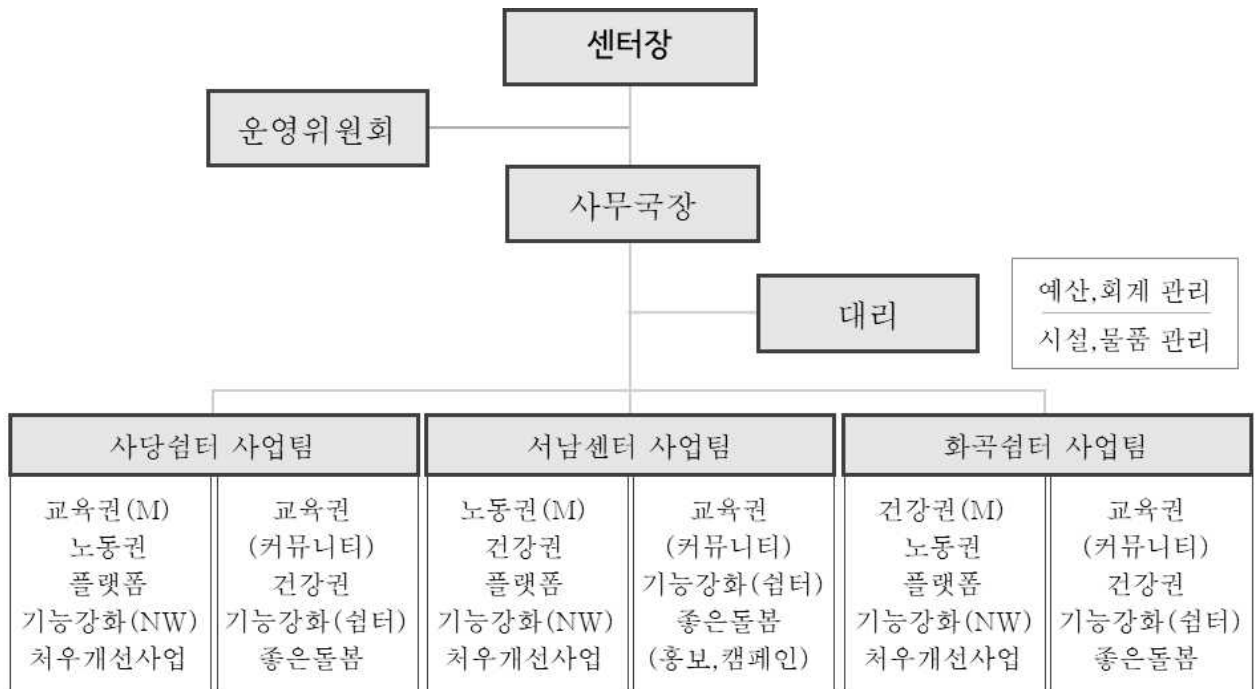 센터장
운영위원회
사무국장
대리
예산,회계 관리
시설,물품 관리
사당쉼터 사업팀
교육권(M)
노동권
플랫폼
기능강화(NW)
처우개선사업
교육권
(커뮤니티)
건강권
기능강화(쉼터)
좋은돌봄
서남센터 사업팀
노동권(M)
건강권
플랫폼
기능강화(NW)
처우개선사업
교육권
(커뮤니티)
기능강화(쉼터)
좋은돌봄
(홍보,캠페인)
화곡쉼터 사업팀
건강권(M)
노동권
플랫폼
기능강화(NW)
처우개선사업
교육권
(커뮤니티)
건강권
기능강화(쉼터)
좋은돌봄